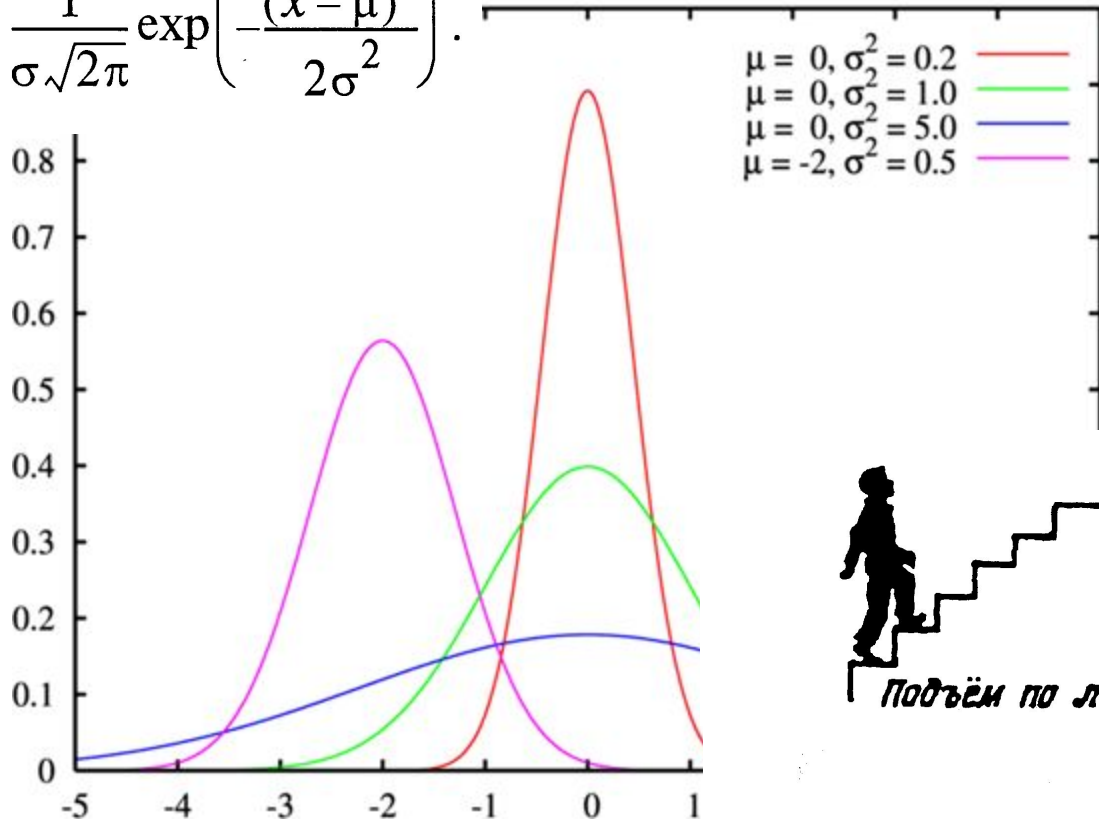 1/(σ√2π) exp(−(x − μ)/(2σ²)).
μ = 0, σ² = 0.2
μ = 0, σ² = 1.0
μ = 0, σ² = 5.0
μ = -2, σ² = 0.5
0.8
0.7
0.6
0.5
0.4
0.3
0.2
0.1
0
-5 -4 -3 -2 -1 0 1
Подъём по л